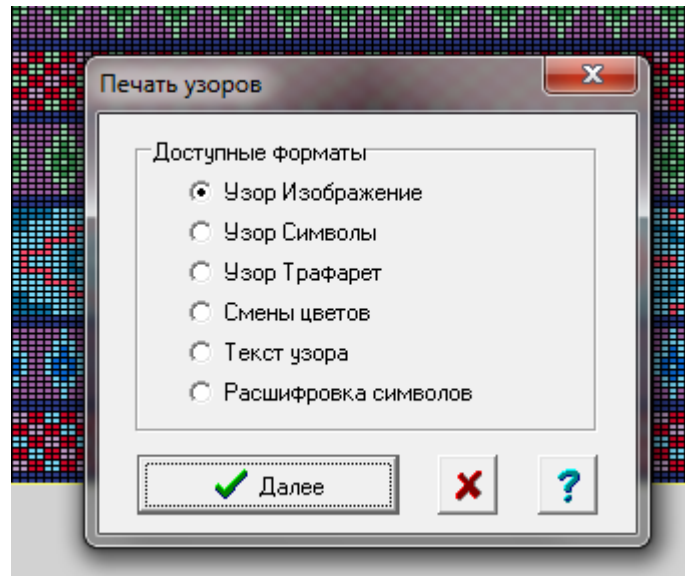 Печать узоров
Доступные форматы
Узор Изображение
Узор Символы
Узор Трафарет
Смены цветов
Текст узора
Расшифровка символов
Далее